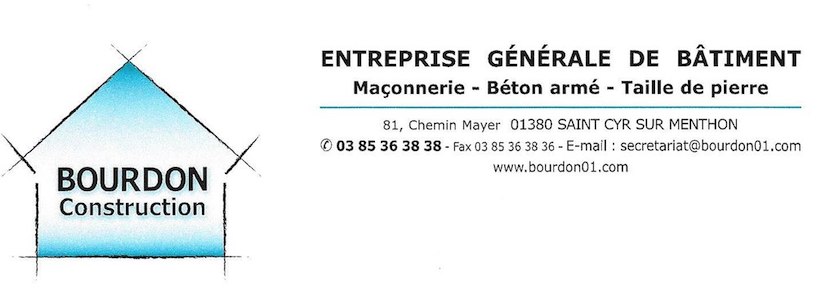 BOURDON
Construction
ENTREPRISE GÉNÉRALE DE BÂTIMENT
Maçonnerie - Béton armé - Taille de pierre
81, Chemin Mayer 01380 SAINT CYR SUR MENTHON
✆ 03 85 36 38 38 - Fax 03 85 36 38 36 - E-mail : secretariat@bourdon01.com
www.bourdon01.com